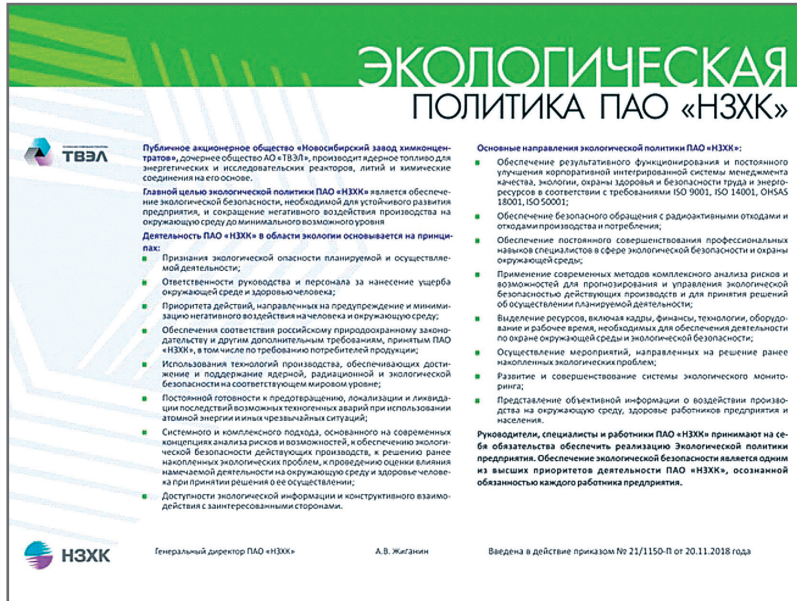 ЭКОЛОГИЧЕСКАЯ
ПОЛИТИКА ПАО «НЗХК»
ТВЭЛ
Публичное акционерное общество «Новосибирский завод химконцен-
тратов», дочернее общество АО «ТВЭЛ», производит ядерное топливо для
энергетических и исследовательских реакторов, литий и химические
соединения на его основе.
Главной целью экологической политики ПАО «НЗХК» является обеспече-
ние экологической безопасности, необходимой для устойчивого развития
предприятия, и сокращение негативного воздействия производства на
окружающую среду до минимального возможного уровня
Деятельность ПАО «НЗХК» в области экологии основывается на принци-
пах:
Признания экологической опасности планируемой и осуществляе-
мой деятельности;
Ответственности руководства и персонала за нанесение ущерба
окружающей среде и здоровью человека;
Приоритета действий, направленных на предупреждение и миними-
зацию негативного воздействия на человека и окружающую среду;
Обеспечения соответствия российскому природоохранному законо-
дательству и другим дополнительным требованиям, принятым ПАО
«НЗХК», в том числе по требованию потребителей продукции;
Использования технологий производства, обеспечивающих дости-
жение и поддержание ядерной, радиационной и экологической
безопасности на соответствующем мировом уровне;
Постоянной готовности к предотвращению, локализации и ликвида-
ции последствий возможных техногенных аварий при использовании
атомной энергии и иных чрезвычайных ситуаций;
Системного и комплексного подхода, основанного на современных
концепциях анализа рисков и возможностей, к обеспечению экологи-
ческой безопасности действующих производств, к решению ранее
накопленных экологических проблем, к проведению оценки влияния
намечаемой деятельности на окружающую среду и здоровье челове-
ка при принятии решения о ее осуществлении;
Доступности экологической информации и конструктивного взаимо-
действия с заинтересованными сторонами.
Основные направления экологической политики ПАО «НЗХК»:
Обеспечение результативного функционирования и постоянного
улучшения корпоративной интегрированной системы менеджмента
качества, экологии, охраны здоровья и безопасности труда и энерго-
ресурсов в соответствии с требованиями ISO 9001, ISO 14001, OHSAS
18001, ISO 50001;
Обеспечение безопасного обращения с радиоактивными отходами и
отходами производства и потребления;
Обеспечение постоянного совершенствования профессиональных
навыков специалистов в сфере экологической безопасности и охраны
окружающей среды;
Применение современных методов комплексного анализа рисков и
возможностей для прогнозирования и управления экологической
безопасностью действующих производств и для принятия решений
об осуществлении планируемой деятельности;
Выделение ресурсов, включая кадры, финансы, технологии, оборудо-
вание и рабочее время, необходимых для обеспечения деятельности
по охране окружающей среды и экологической безопасности;
Осуществление мероприятий, направленных на решение ранее
накопленных экологических проблем;
Развитие и совершенствование системы экологического монито-
ринга;
Представление объективной информации о воздействии производ-
ства на окружающую среду, здоровье работников предприятия и
населения.
Руководители, специалисты и работники ПАО «НЗХК» принимают на се-
бя обязательства обеспечить реализацию Экологической политики
предприятия. Обеспечение экологической безопасности является одним
из высших приоритетов деятельности ПАО «НЗХК», осознанной
обязанностью каждого работника предприятия.
НЗХК
Генеральный директор ПАО «НЗХК»
А.В. Жиганин
Введена в действие приказом № 21/1150-П от 20.11.2018 года